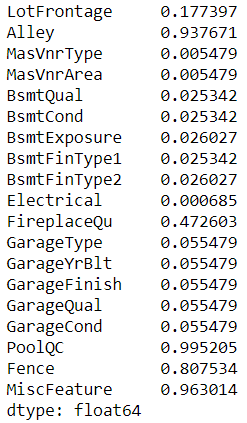 LotFrontage 0.177397
Alley 0.937671
MasVnrType 0.005479
MasVnrArea 0.005479
BsmtQual 0.025342
BsmtCond 0.025342
BsmtExposure 0.026027
BsmtFinType1 0.025342
BsmtFinType2 0.026027
Electrical 0.000685
FireplaceQu 0.472603
GarageType 0.055479
GarageYrBlt 0.055479
GarageFinish 0.055479
GarageQual 0.055479
GarageCond 0.055479
PoolQC 0.995205
Fence 0.807534
MiscFeature 0.963014
dtype: float64